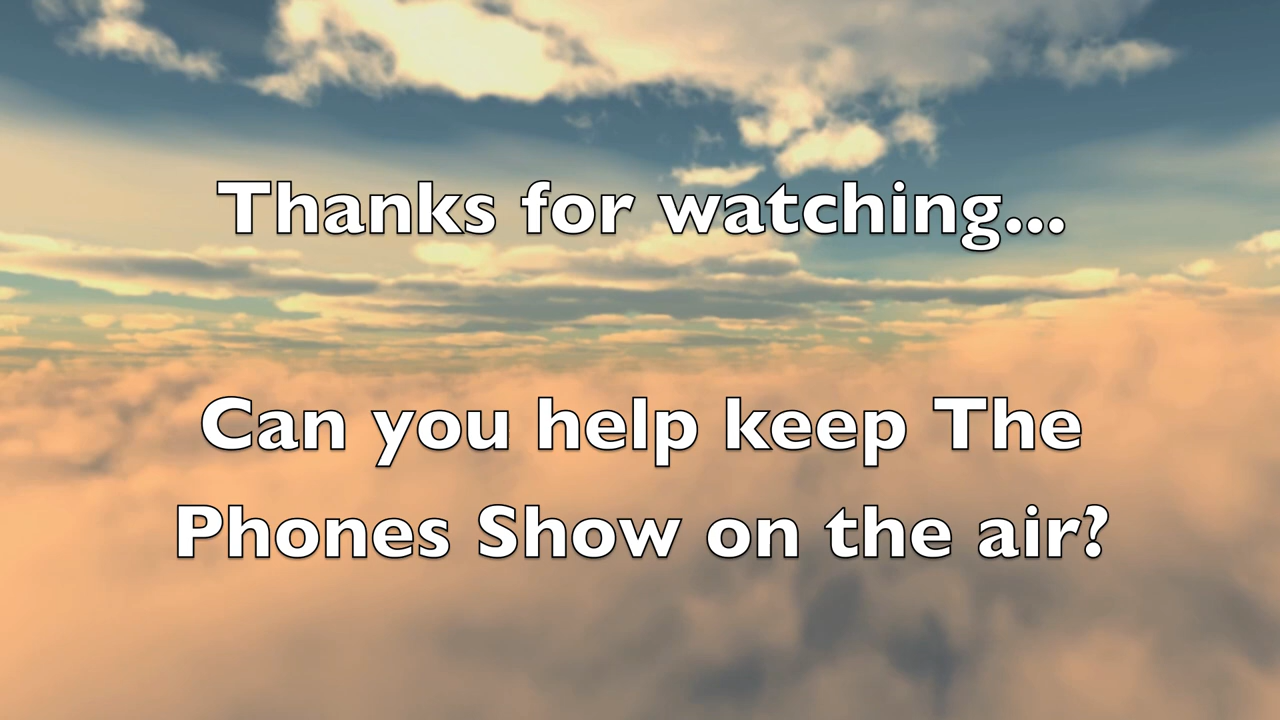 Thanks for watching...
Can you help keep The
Phones Show on the air?